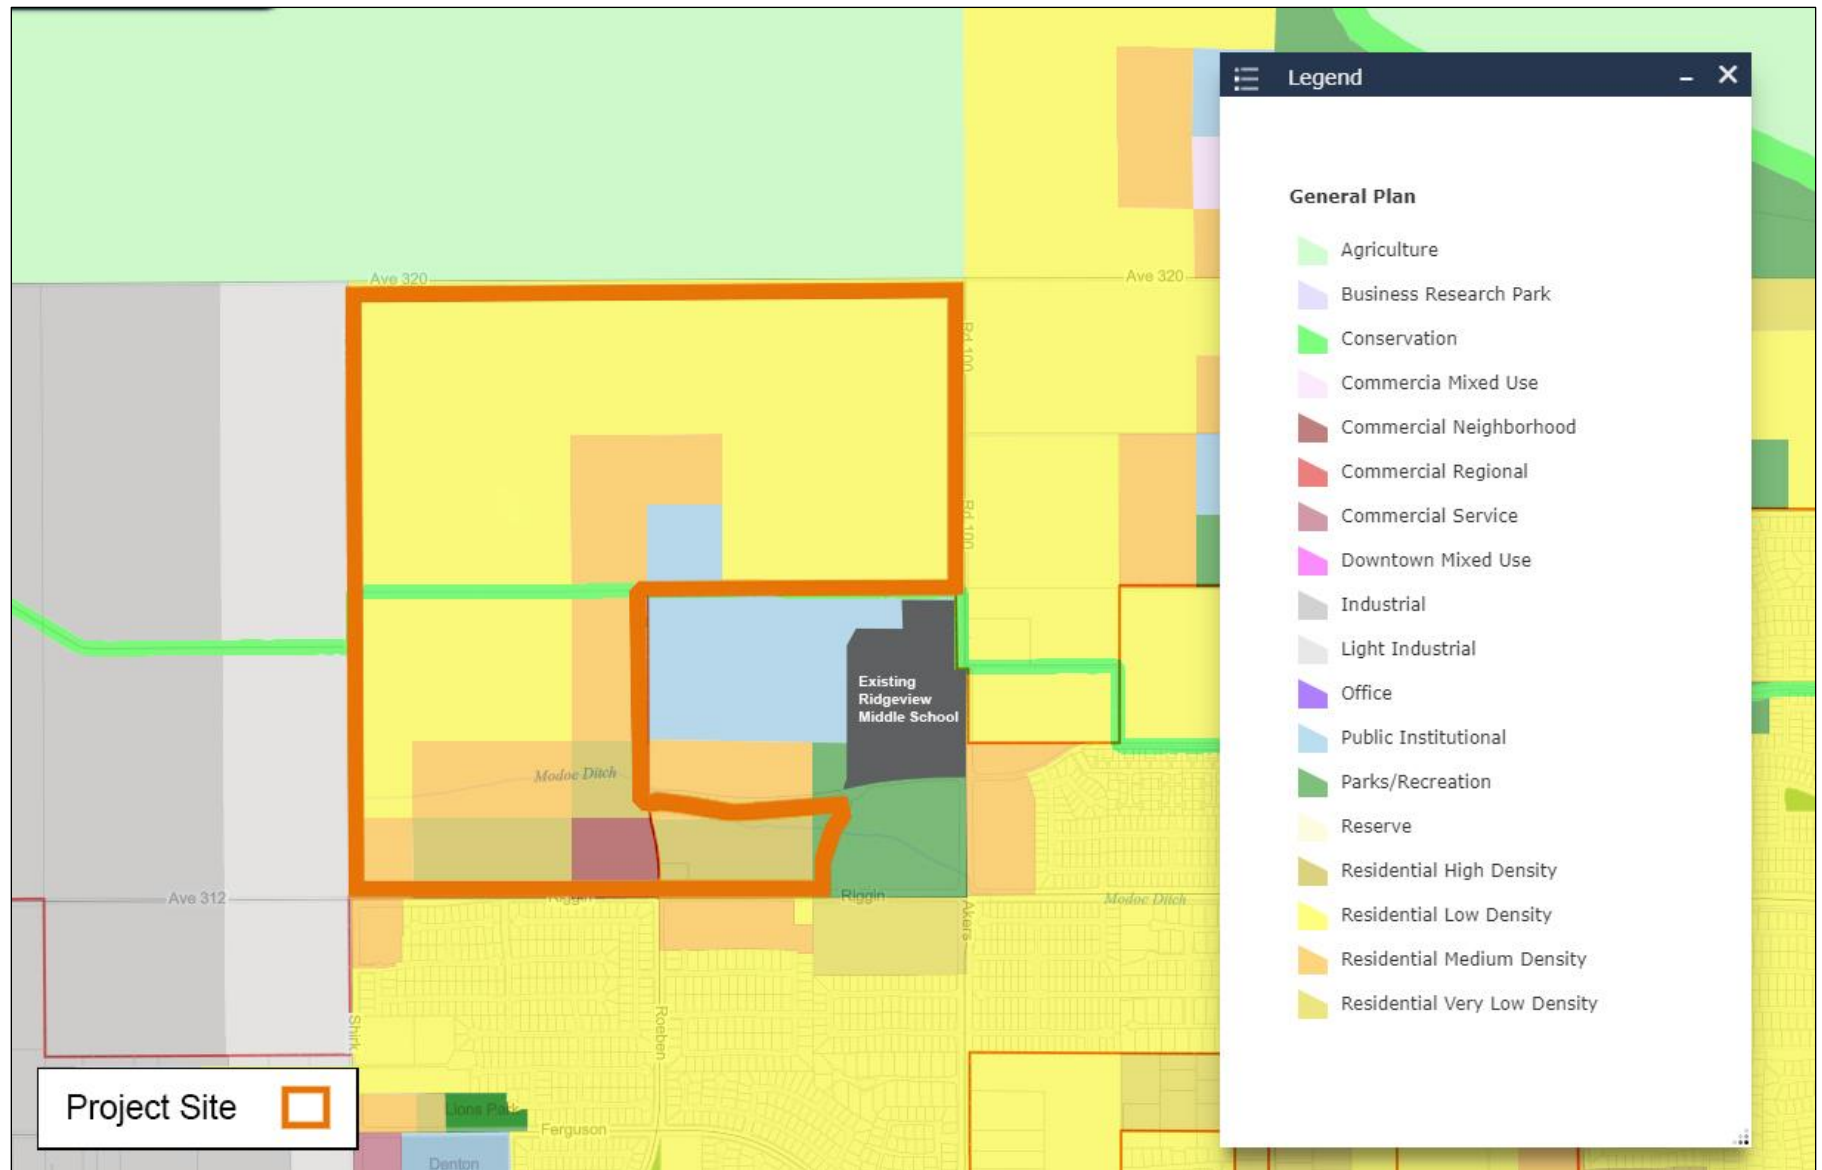 Legend
General Plan
Agriculture
Business Research Park
Conservation
Commercia Mixed Use
Commercial Neighborhood
Commercial Regional
Commercial Service
Downtown Mixed Use
Industrial
Light Industrial
Office
Public Institutional
Parks/Recreation
Reserve
Residential High Density
Residential Low Density
Residential Medium Density
Residential Very Low Density
Ave 320
Ave 320
Rd 100
Rd 100
Existing
Ridgeview
Middle School
Modoc Ditch
Ave 312
Riggin
Riggin
Akers
Modoc Ditch
Shirk
Roeben
Project Site
Lions Park
Ferguson
Denton